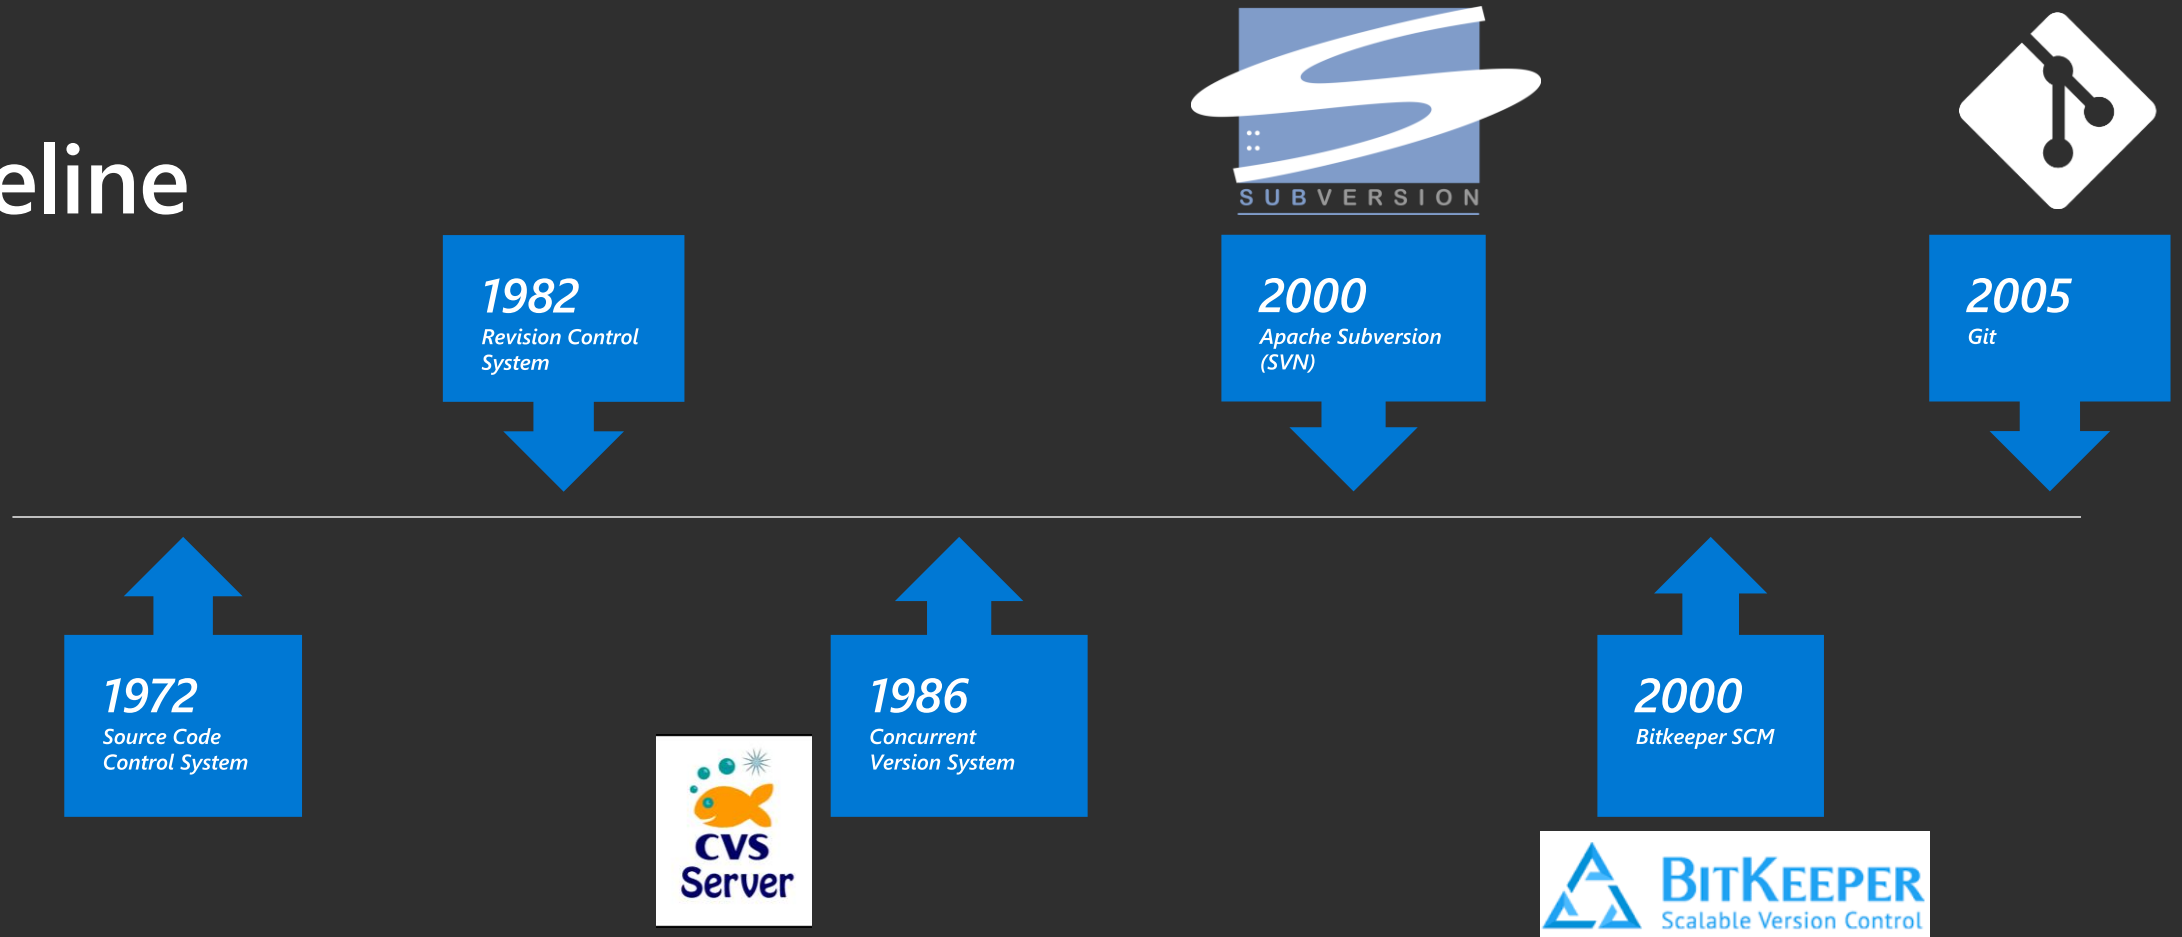 eline
SUBVERSION
1982
Revision Control
System
2000
Apache Subversion
(SVN)
2005
Git
1972
Source Code
Control System
CVS
Server
1986
Concurrent
Version System
2000
Bitkeeper SCM
BITKEEPER
Scalable Version Control